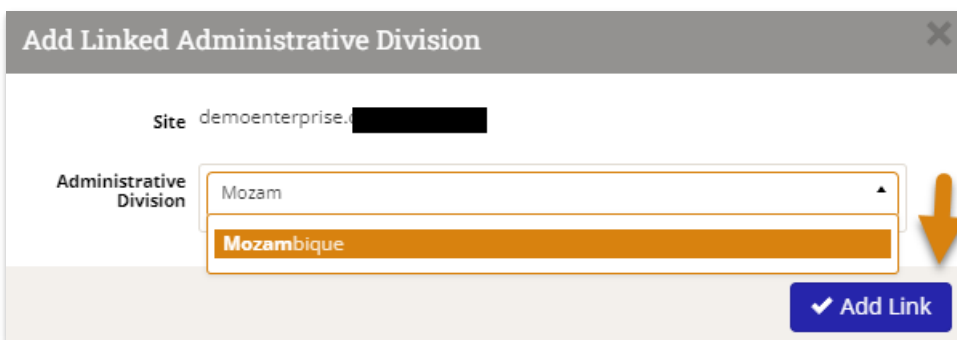 Add Linked Administrative Division
Site demoenterprise.
Administrative
Division
Mozam
Mozambique
Add Link